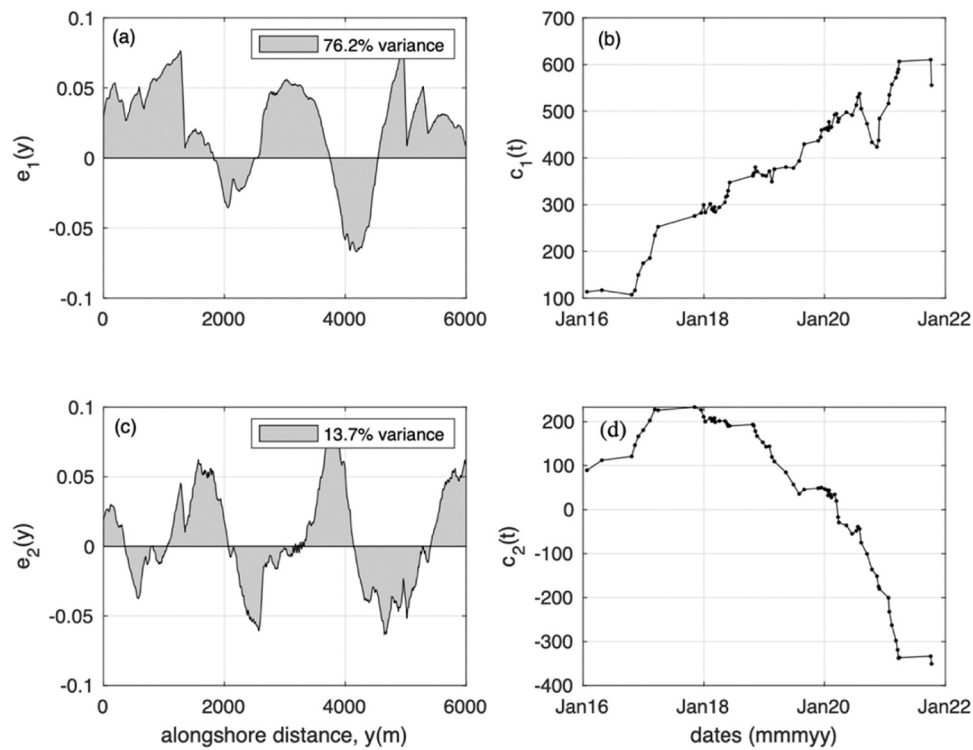 (a)
76.2% variance
0.1
0.05
0
-0.05
-0.1
e1(y)
0
2000
4000
6000
(b)
700
600
500
400
300
200
100
c1(t)
Jan16
Jan18
Jan20
Jan22
(c)
13.7% variance
0.1
0.05
0
-0.05
-0.1
e2(y)
0
2000
4000
6000
alongshore distance, y(m)
(d)
200
100
0
-100
-200
-300
-400
c2(t)
Jan16
Jan18
Jan20
Jan22
dates (mmmyy)